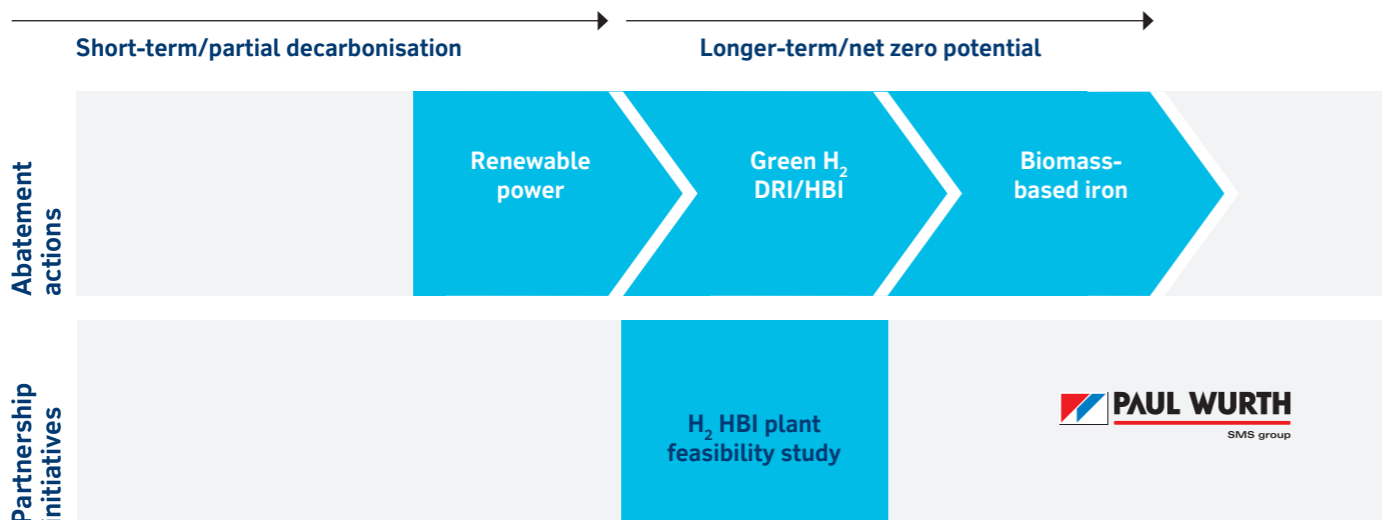 Short-term/partial decarbonisation
Longer-term/net zero potential
Abatement
actions
Renewable
power
Green H₂
DRI/HBI
Biomass-
based iron
Partnership
initiatives
H₂ HBI plant
feasibility study
PAUL WURTH
SMS group